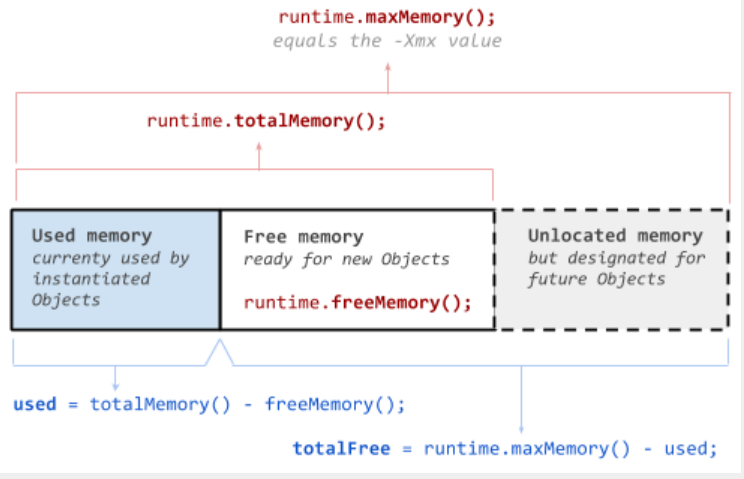 runtime.maxMemory();
equals the -Xmx value
runtime.totalMemory();
Used memory
currenty used by
instantiated
Objects
Free memory
ready for new Objects
runtime.freeMemory();
Unlocated memory
but designated for
future Objects
used = totalMemory() - freeMemory();
totalFree = runtime.maxMemory() - used;